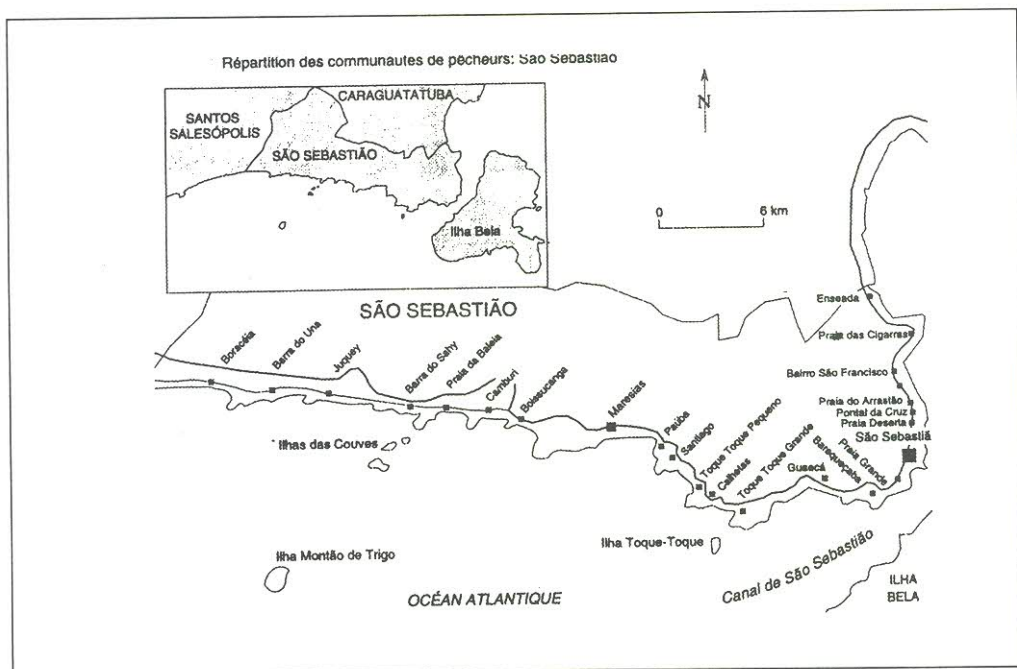 Répartition des communautes de pêcheurs: São Sebastião
CARAGUATATUBA
SANTOS
SALESÓPOLIS
SÃO SEBASTIÃO
Ilha Bela
N
0 6 km
SÃO SEBASTIÃO
Boracéia
Barra do Una
Juquey
Barra do Sahy
Praia da Baleia
Camburi
Boissucanga
Maresias
Paúba
Santiago
Toque Toque Pequeno
Calhetas
Toque Toque Grande
Guaecá
Barequeçaba
Praia Grande
Enseada
Praia das Cigarras
Bairro São Francisco
Praia do Arrastão
Pontal da Cruz
Praia Deserta
São Sebastiã
Ilhas das Couves
Ilha Montão de Trigo
Ilha Toque-Toque
OCÉAN ATLANTIQUE
Canal de São Sebastião
ILHA
BELA